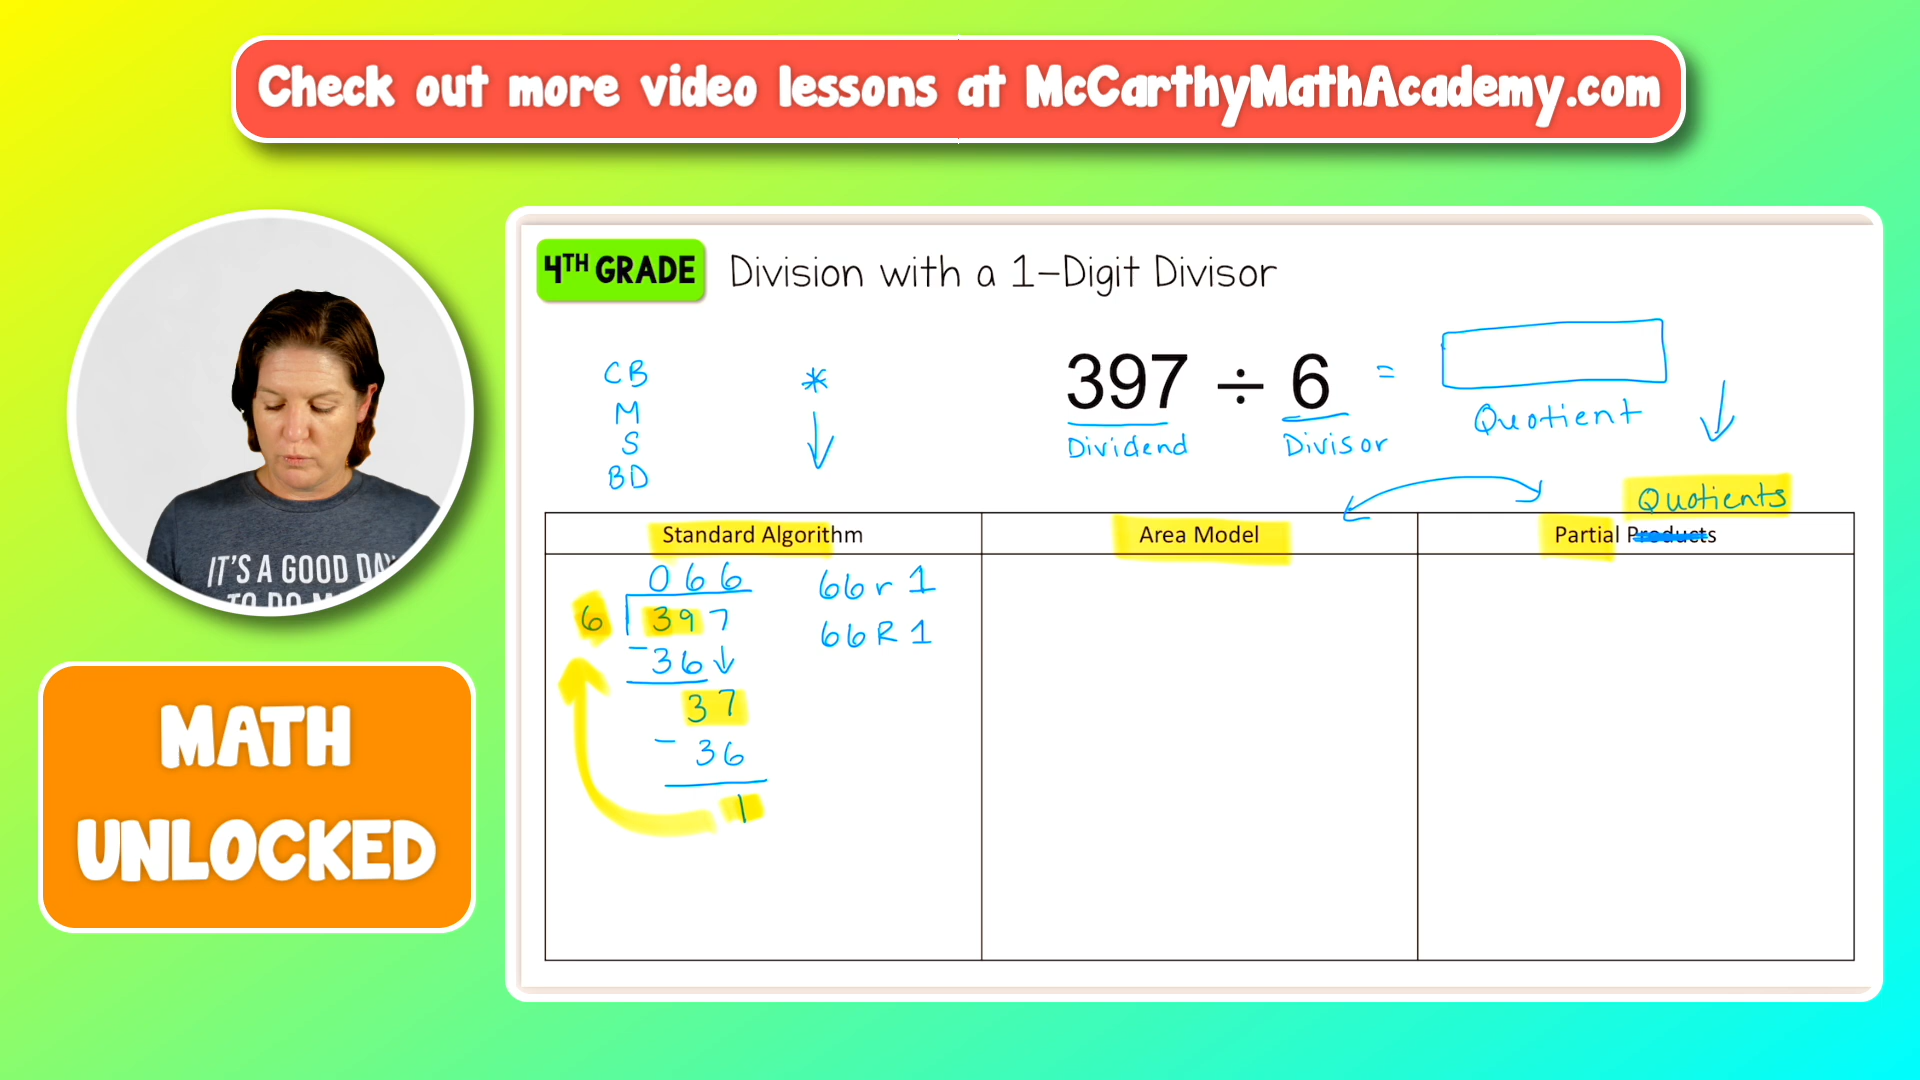 Check out more video lessons at McCarthyMathAcademy.com
4TH GRADE Division with a 1-Digit Divisor
CB
M
S
BD
*
397 ÷ 6 =
Dividend
Divisor
Quotient
Quotients
Standard Algorithm
Area Model
Partial Products
066
6 397
-36
37
- 36
1
66 r 1
66 R 1
IT'S A GOOD DAY
TO DO
MATH
UNLOCKED